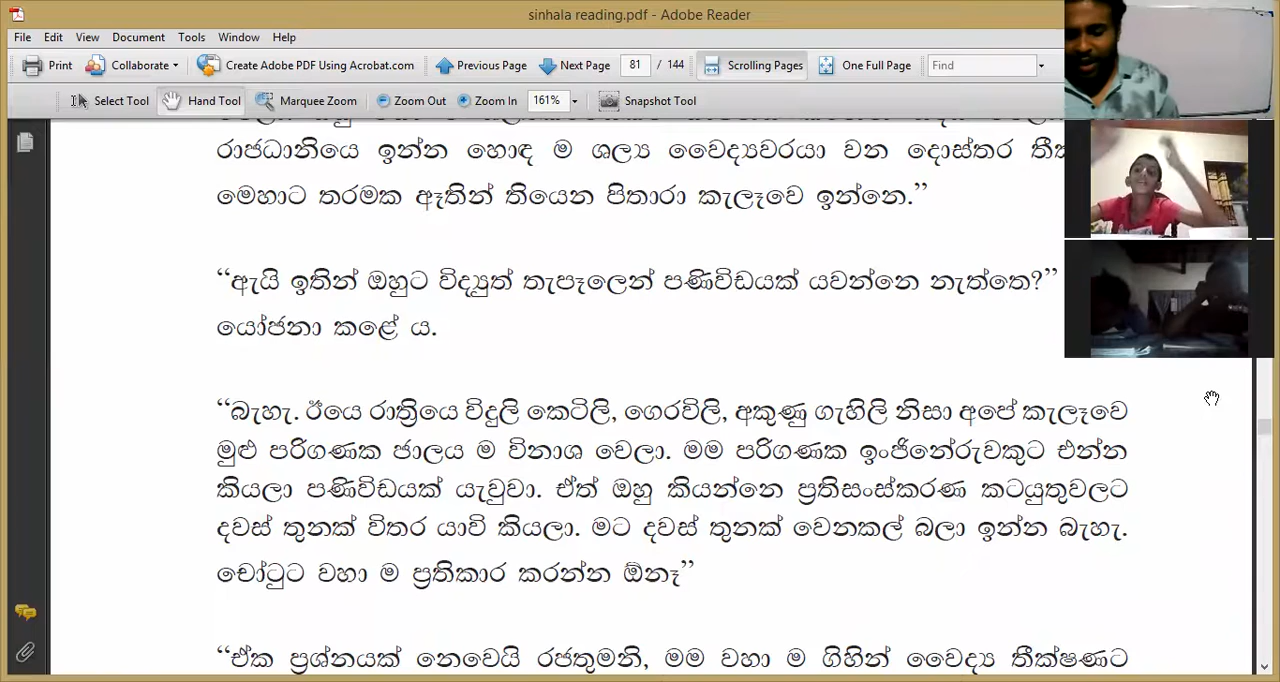 sinhala reading.pdf - Adobe Reader
File Edit View Document Tools Window Help
Print Collaborate Create Adobe PDF Using Acrobat.com Previous Page Next Page 81 / 144 Scrolling Pages One Full Page Find
Select Tool Hand Tool Marquee Zoom Zoom Out Zoom In 161% Snapshot Tool
රාජධානියෙ ඉන්න හොඳ ම ශල්‍ය වෛද්‍යවරයා වන දොස්තර
මෙහාට තරමක ඈතින් තියෙන පිතාරා කැලෑවෙ ඉන්නෙ.’’
‘‘ඇයි ඉතින් ඔහුට විද්‍යුත් තැපෑලෙන් පණිවිඩයක් යවන්නෙ නැත්තෙ?’’
යෝජනා කළේ ය.
‘‘බැහැ. ඊයෙ රාත්‍රියෙ විදුලි කෙටිලි, ගෙරවිලි, අකුණු ගැහිලි නිසා අපේ කැලෑවෙ
මුළු පරිගණක ජාලය ම විනාශ වෙලා. මම පරිගණක ඉංජිනේරුවකුට එන්න
කියලා පණිවිඩයක් යැවුවා. ඒත් ඔහු කියන්නෙ ප්‍රතිසංස්කරණ කටයුතුවලට
දවස් තුනක් විතර යාවි කියලා. මට දවස් තුනක් වෙනකල් බලා ඉන්න බැහැ.
චෝටුට වහා ම ප්‍රතිකාර කරන්න ඕනෑ’’
‘‘ඒක ප්‍රශ්නයක් නෙවෙයි රජතුමනි, මම වහා ම ගිහින් වෛද්‍ය තීක්ෂණට